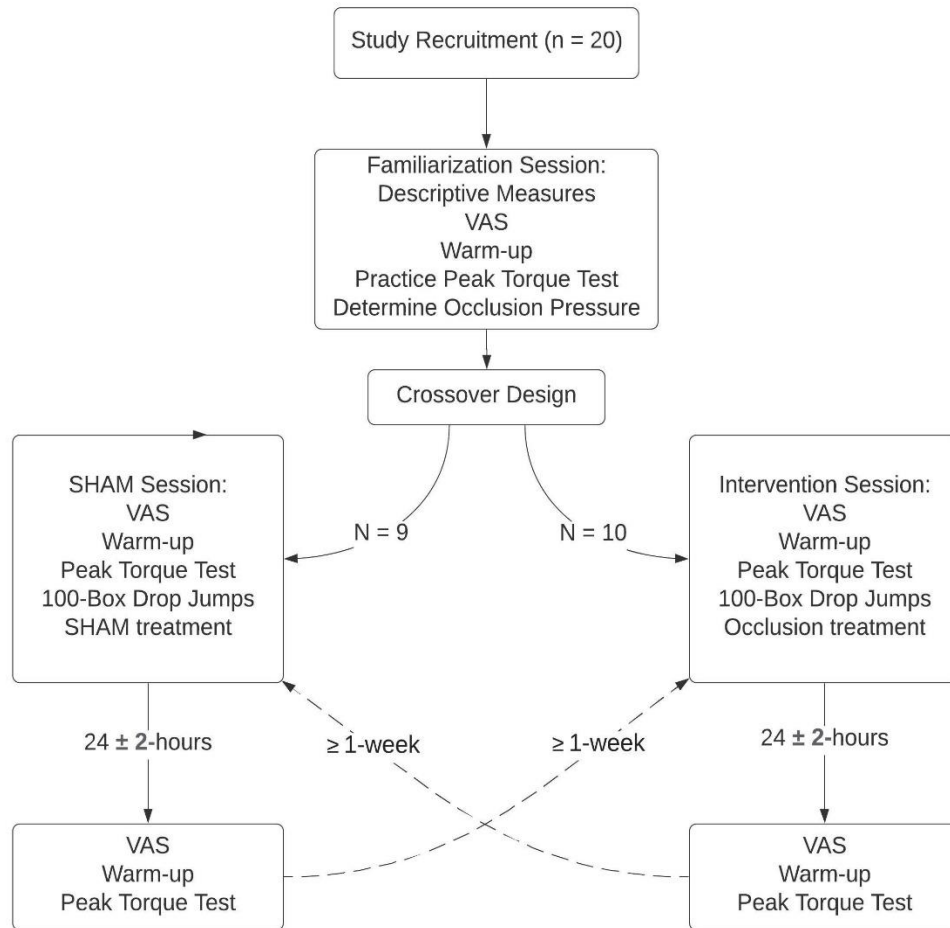 Study Recruitment (n = 20)
Familiarization Session:
Descriptive Measures
VAS
Warm-up
Practice Peak Torque Test
Determine Occlusion Pressure
Crossover Design
N = 9
N = 10
SHAM Session:
VAS
Warm-up
Peak Torque Test
100-Box Drop Jumps
SHAM treatment
Intervention Session:
VAS
Warm-up
Peak Torque Test
100-Box Drop Jumps
Occlusion treatment
24 ± 2-hours
≥ 1-week
≥ 1-week
24 ± 2-hours
VAS
Warm-up
Peak Torque Test
VAS
Warm-up
Peak Torque Test